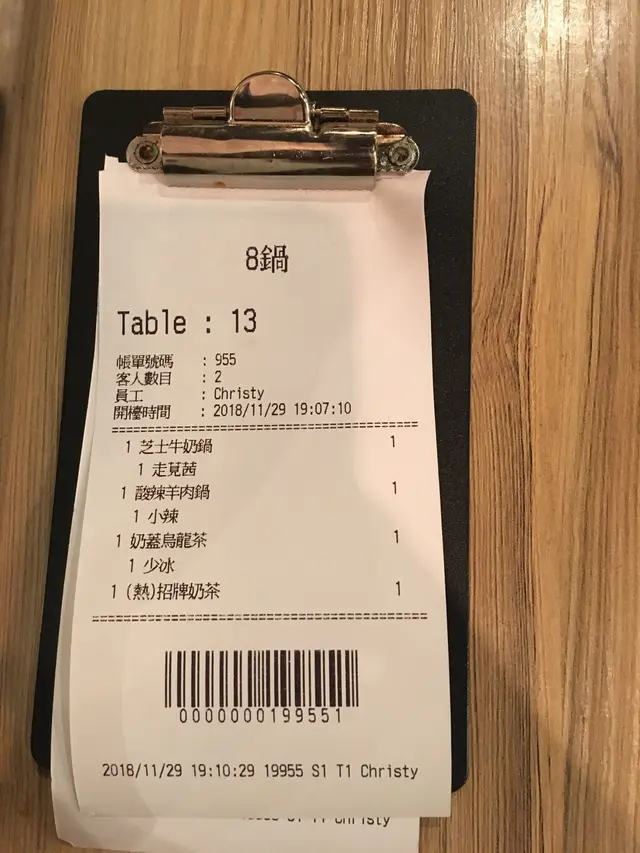 8鍋
Table : 13
帳單號碼 : 955
客人數目 : 2
員工 : Christy
開檯時間 : 2018/11/29 19:07:10
1 芝士牛奶鍋 1
1 走芫茜
1 酸辣羊肉鍋 1
1 小辣
1 奶蓋烏龍茶 1
1 少冰
1 (熱)招牌奶茶 1
0000000199551
2018/11/29 19:10:29 19955 S1 T1 Christy
T1 Christy